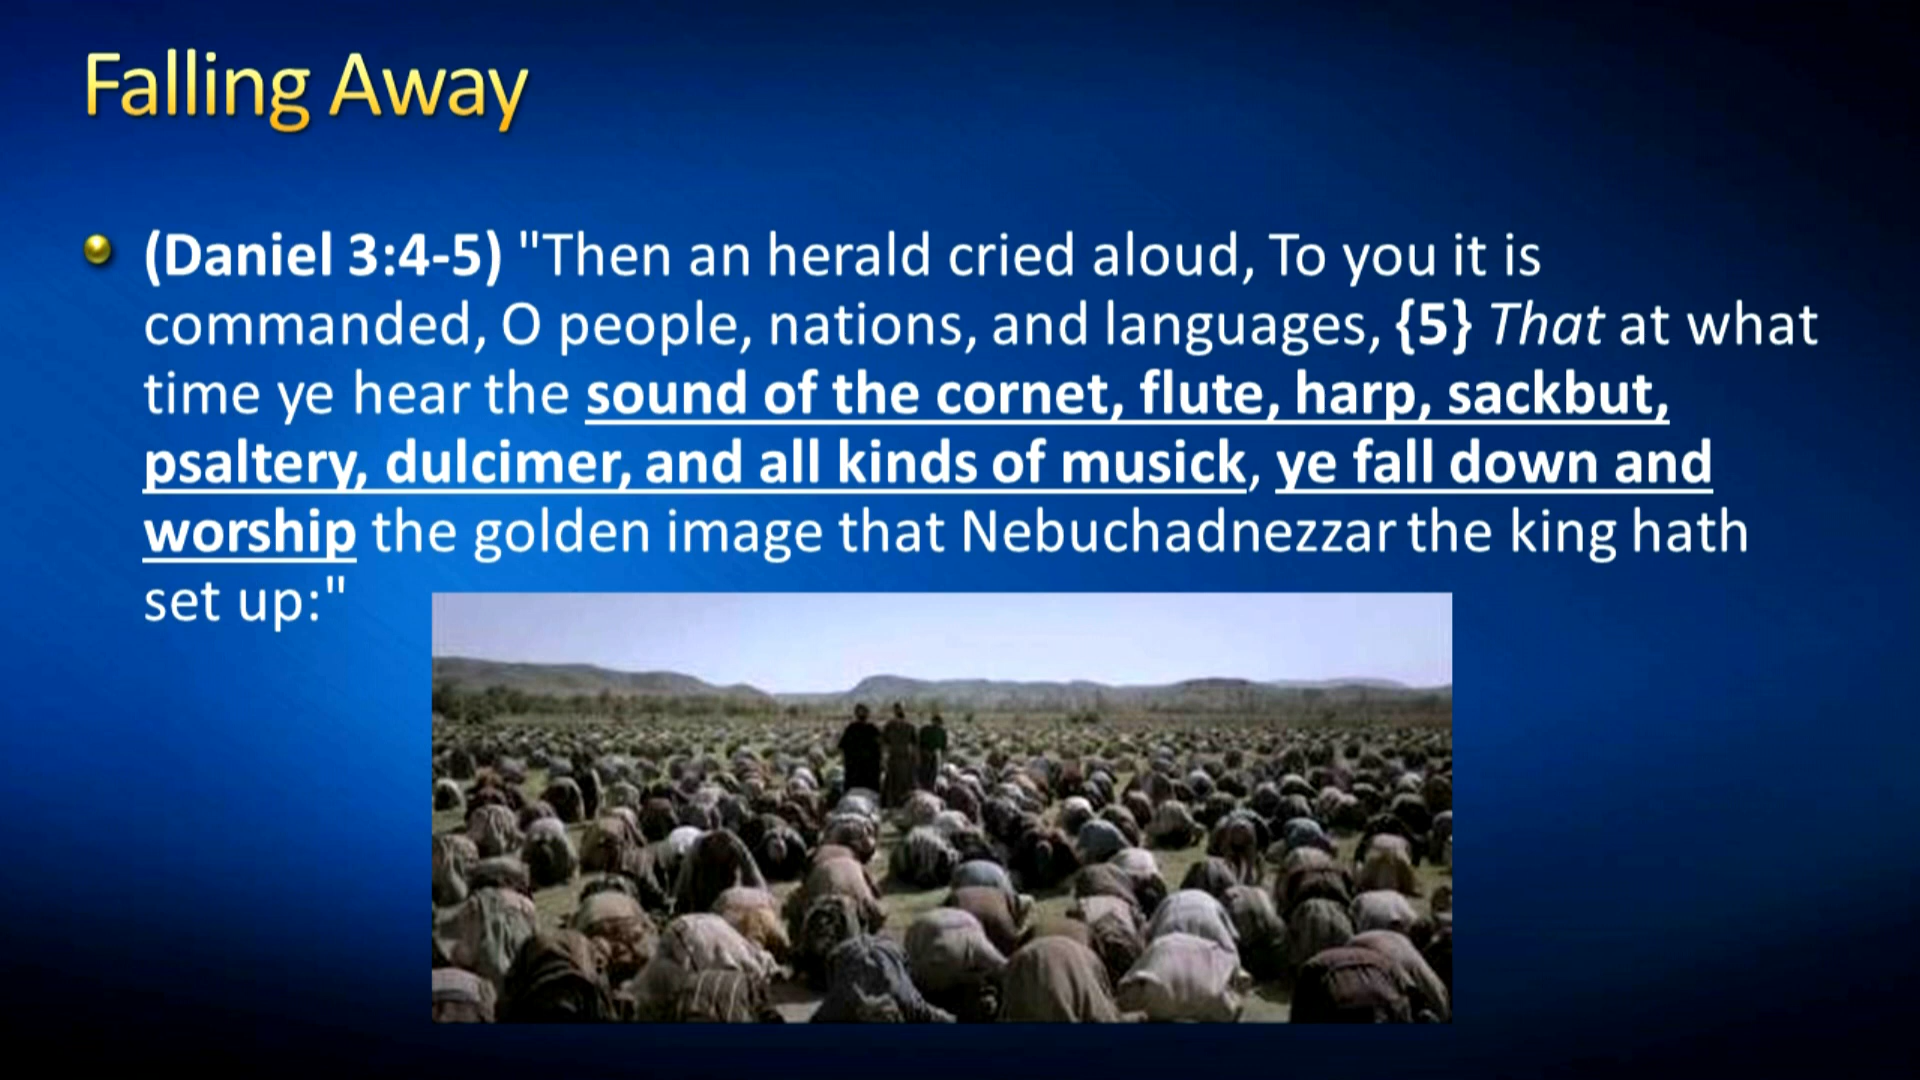 Falling Away
(Daniel 3:4-5) "Then an herald cried aloud, To you it is
commanded, O people, nations, and languages, {5} That at what
time ye hear the sound of the cornet, flute, harp, sackbut,
psaltery, dulcimer, and all kinds of musick, ye fall down and
worship the golden image that Nebuchadnezzar the king hath
set up:"